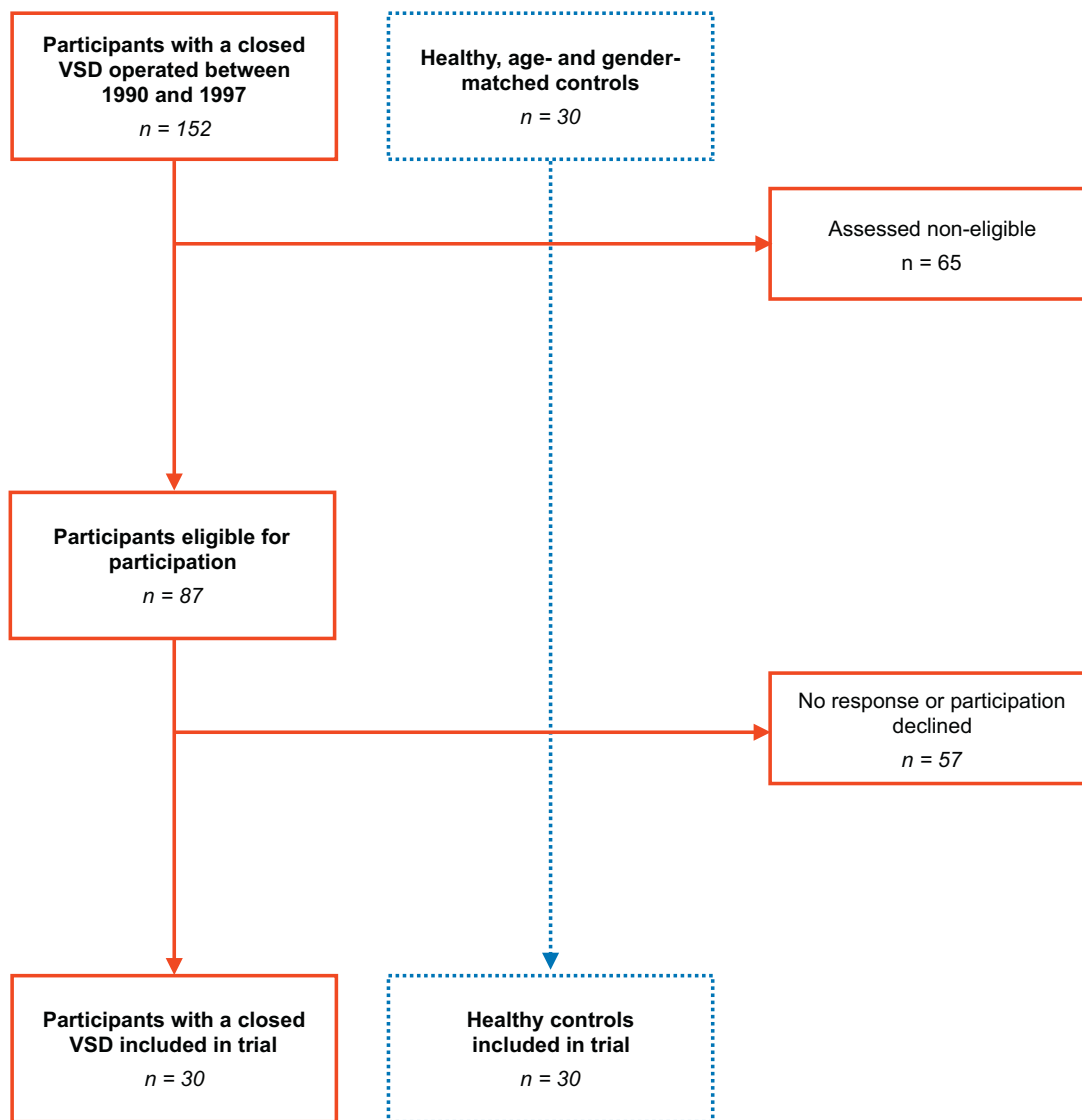 Participants with a closed
VSD operated between
1990 and 1997
n = 152
Healthy, age- and gender-
matched controls
n = 30
Assessed non-eligible
n = 65
Participants eligible for
participation
n = 87
No response or participation
declined
n = 57
Participants with a closed
VSD included in trial
n = 30
Healthy controls
included in trial
n = 30